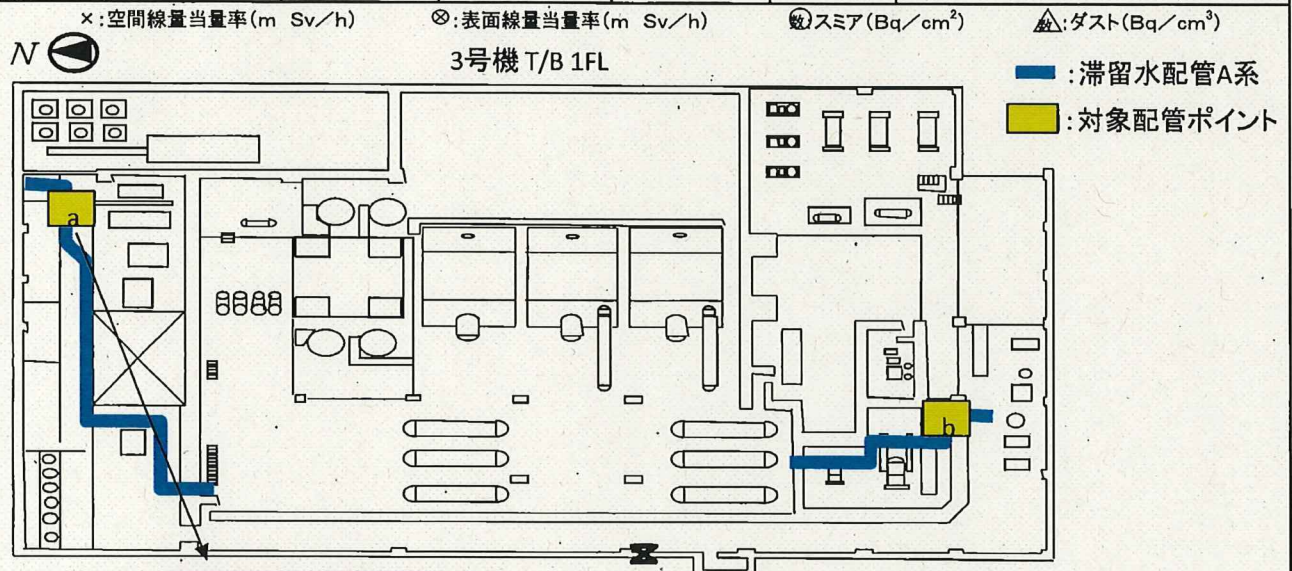 ×:空間線量当量率(m Sv/h) ⊗:表面線量当量率(m Sv/h) 数:スミア(Bq/cm²) 数:ダスト(Bq/cm³)
N
3号機 T/B 1FL
:滞留水配管A系
:対象配管ポイント
a
b